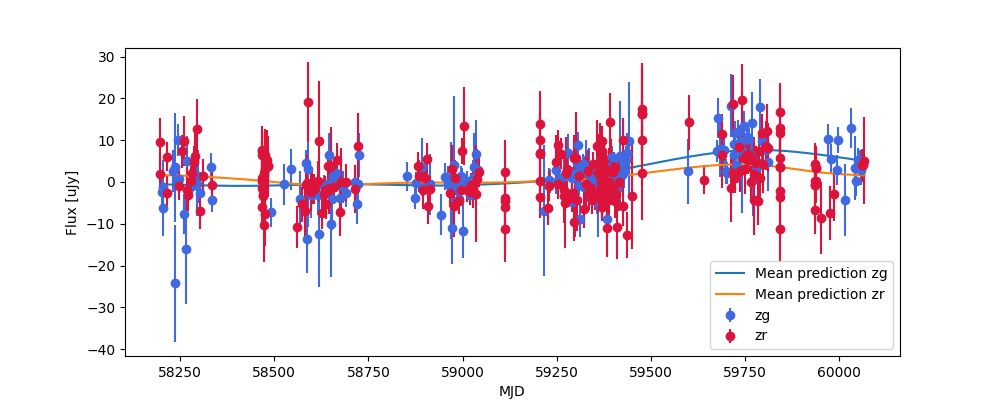 30
20
10
0
−10
−20
−30
−40
Flux [uJy]
58250 58500 58750 59000 59250 59500 59750 60000
MJD
Mean prediction zg
Mean prediction zr
zg
zr